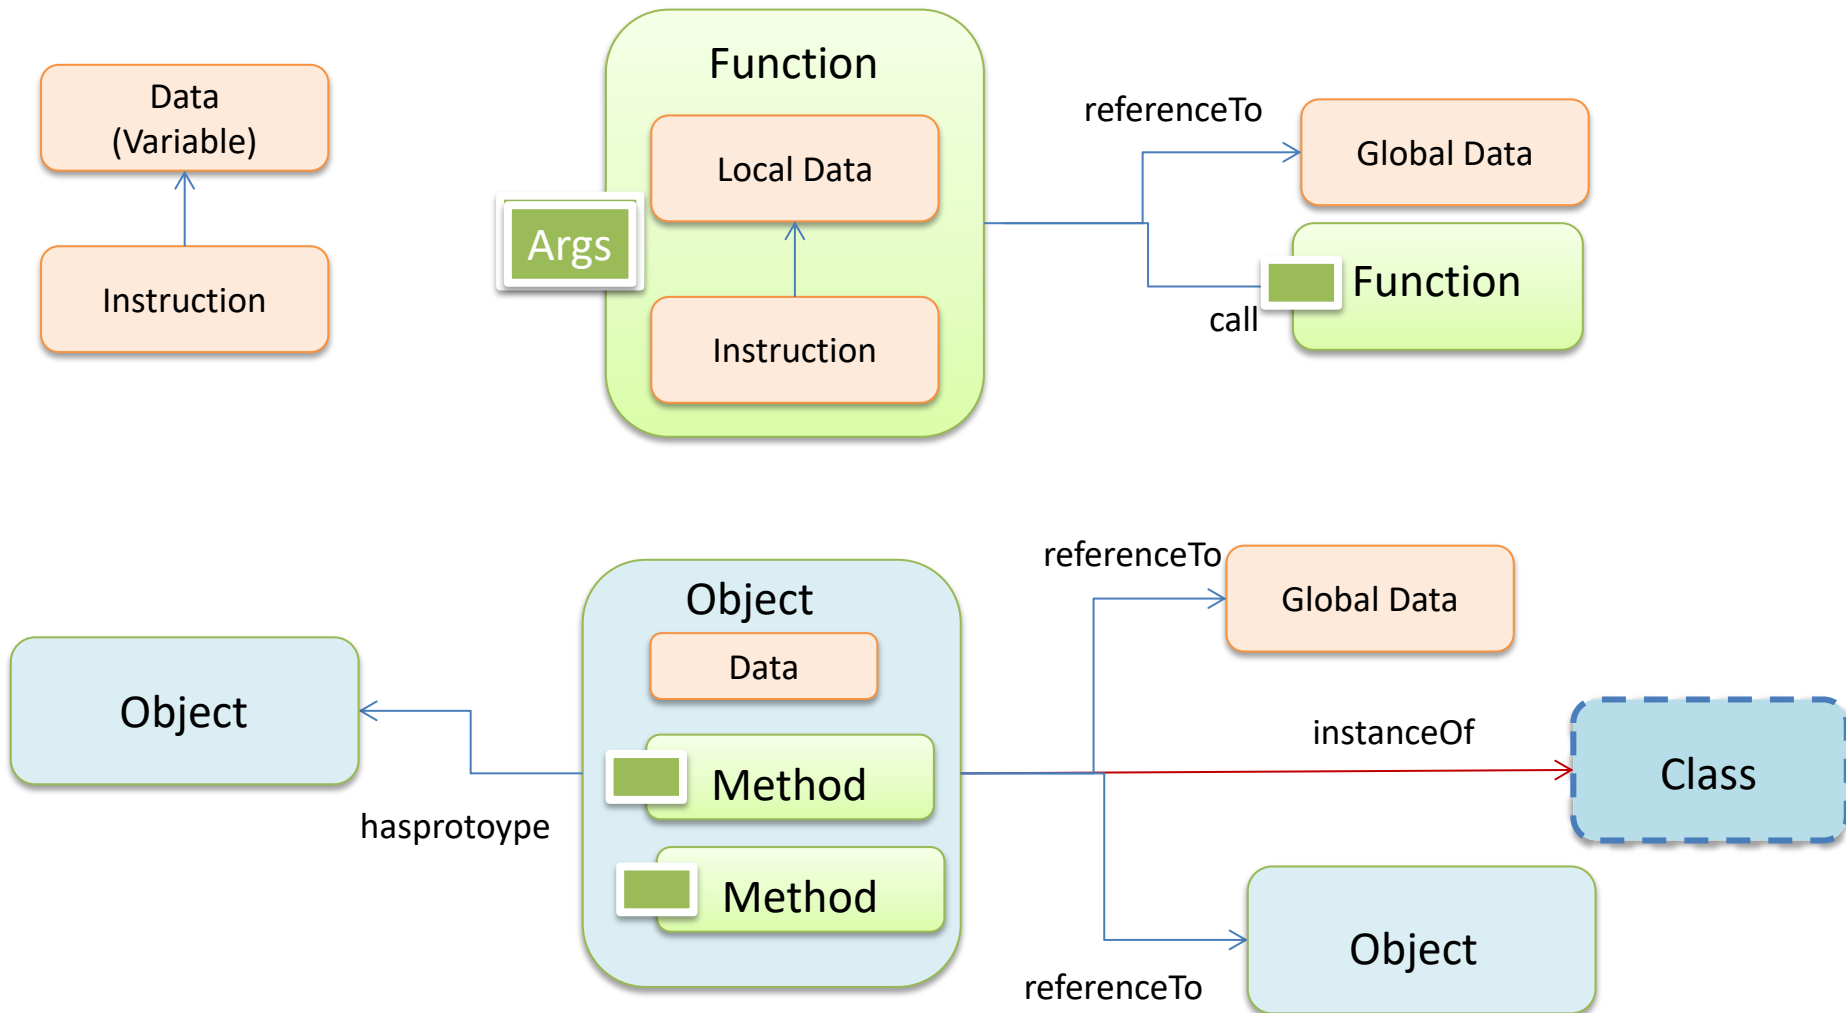 Data
(Variable)
Instruction
Function
Local Data
Args
Instruction
referenceTo
Global Data
Function
call
Object
hasprotoype
Object
Data
Method
Method
referenceTo
Global Data
instanceOf
Class
Object
referenceTo